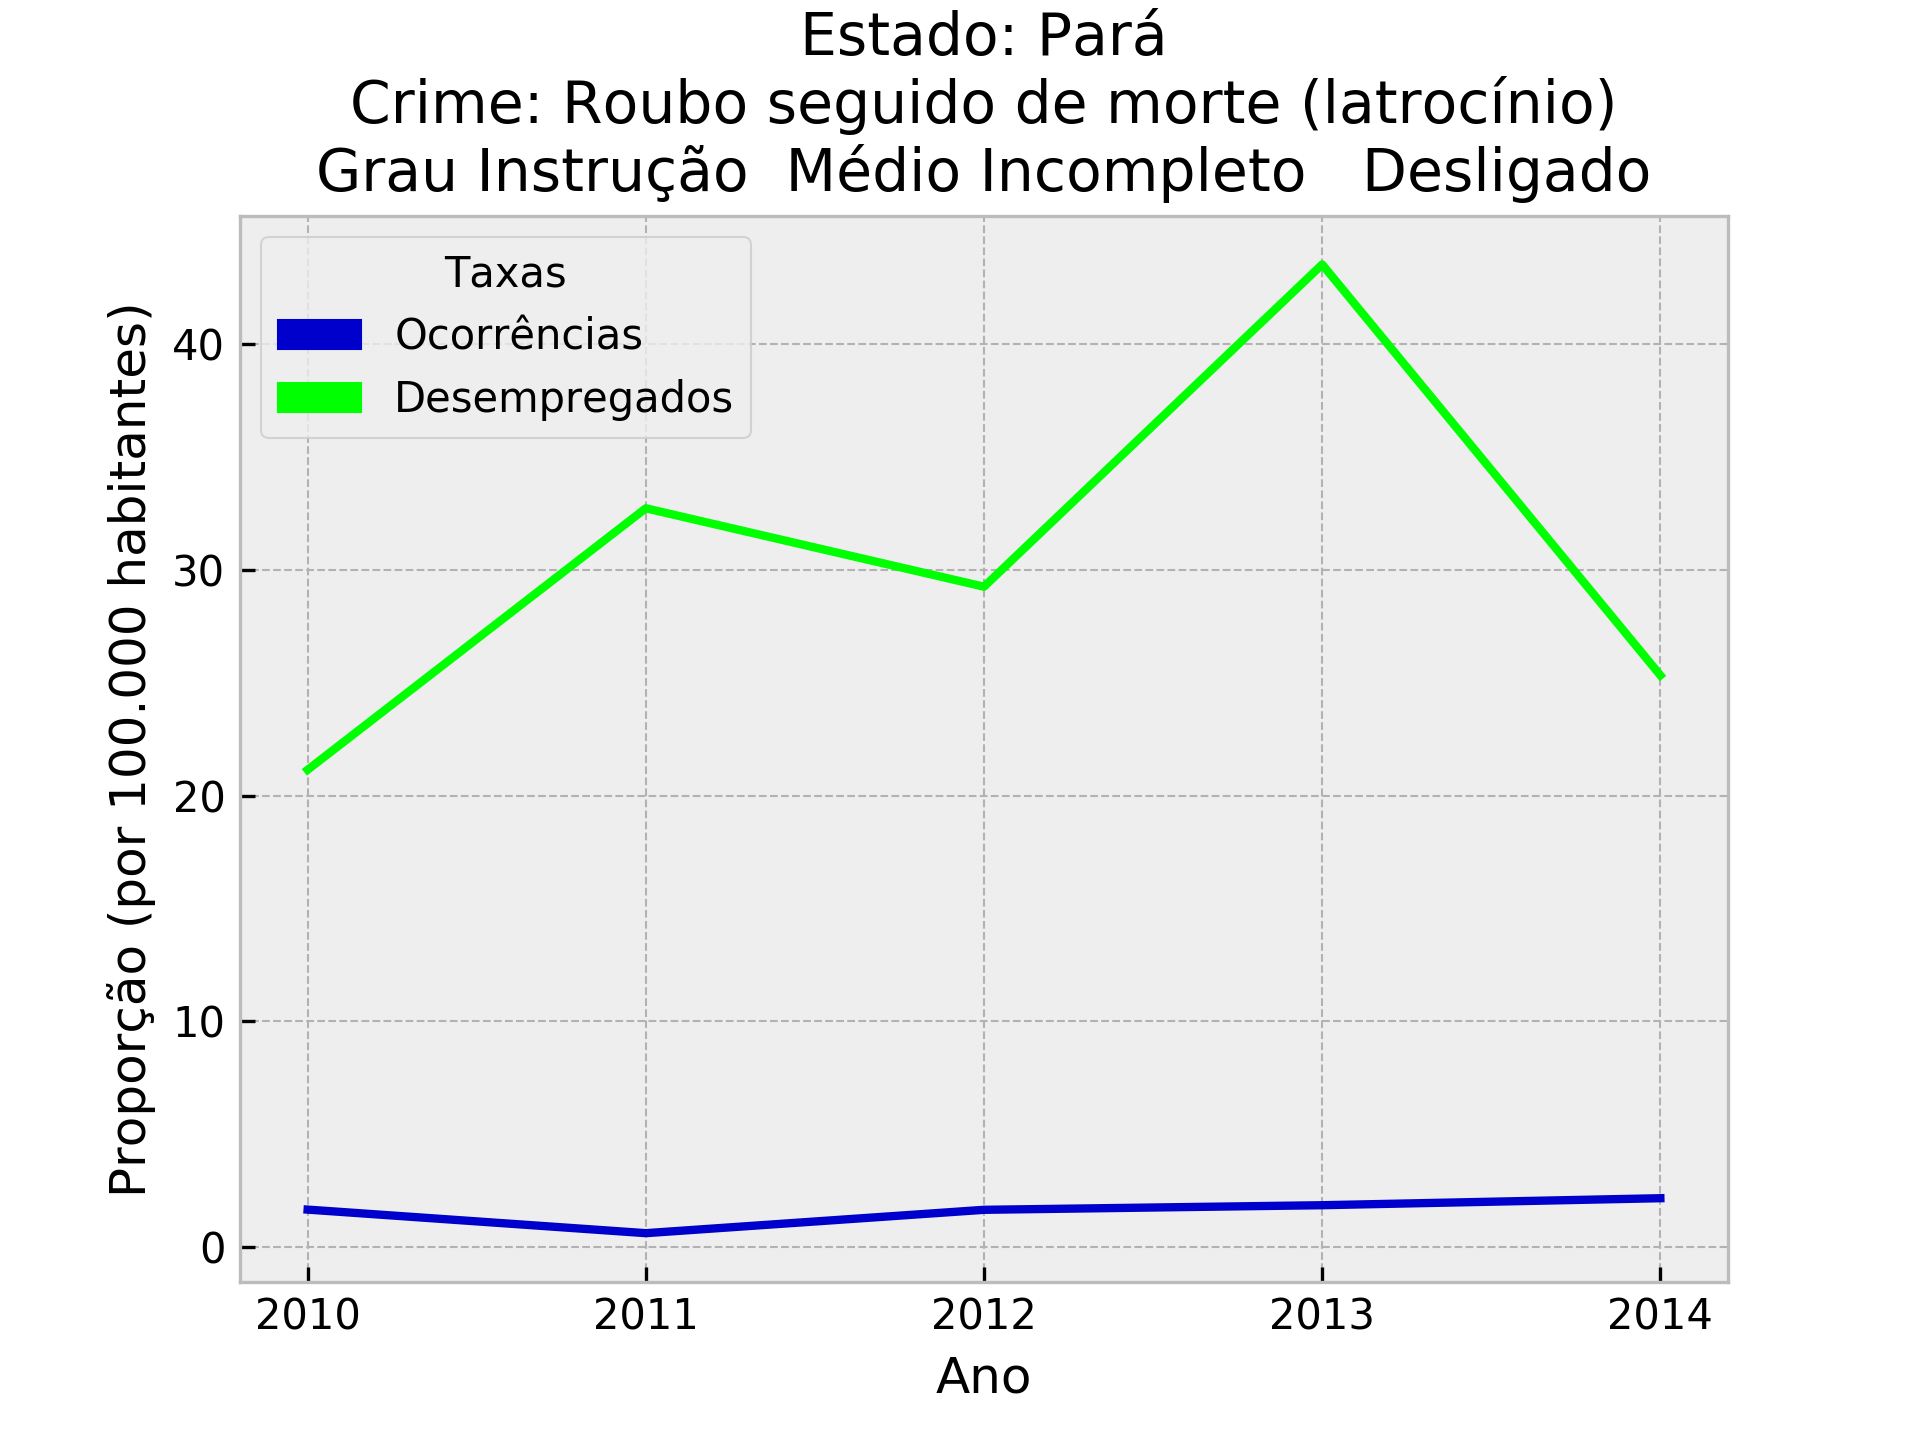 Estado: Pará
Crime: Roubo seguido de morte (latrocínio)
Grau Instrução  Médio Incompleto   Desligado
Taxas
Ocorrências
Desempregados
Proporção (por 100.000 habitantes)
40
30
20
10
0
2010 2011 2012 2013 2014
Ano